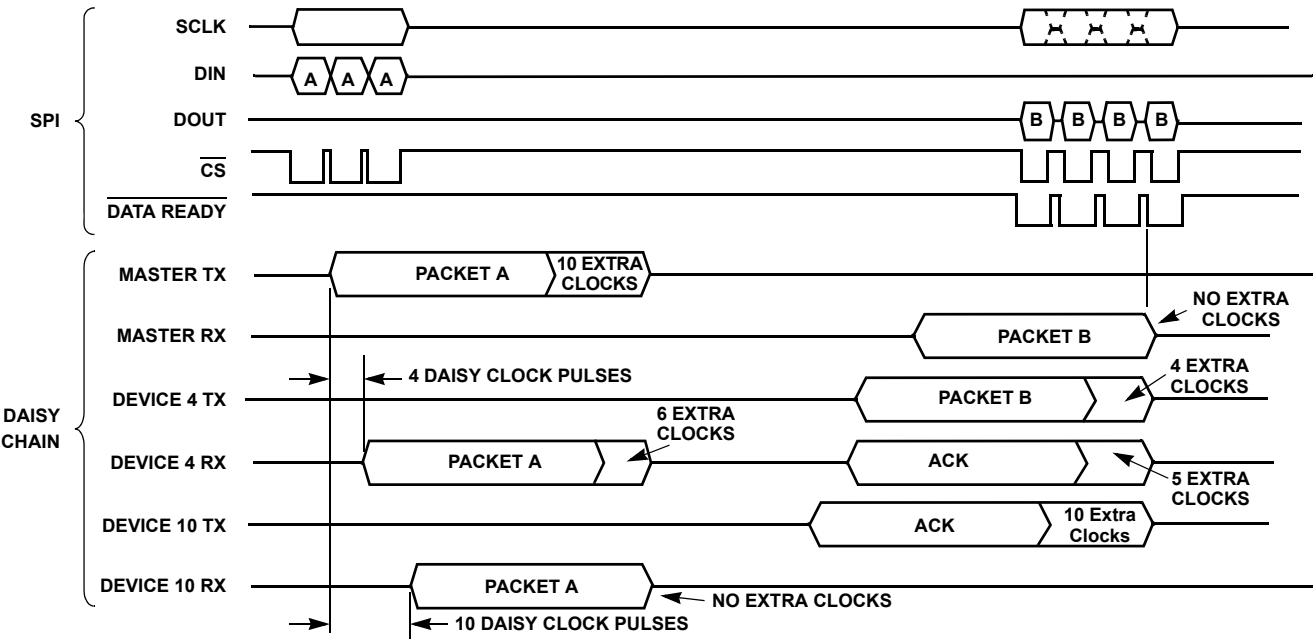 SPI
SCLK
DIN
A A A
DOUT
B B B B
CS
DATA READY
DAISY
CHAIN
MASTER TX
PACKET A
10 EXTRA
CLOCKS
MASTER RX
PACKET B
NO EXTRA
CLOCKS
4 DAISY CLOCK PULSES
DEVICE 4 TX
PACKET B
4 EXTRA
CLOCKS
DEVICE 4 RX
PACKET A
6 EXTRA
CLOCKS
ACK
5 EXTRA
CLOCKS
DEVICE 10 TX
ACK
10 Extra
Clocks
DEVICE 10 RX
PACKET A
NO EXTRA CLOCKS
10 DAISY CLOCK PULSES